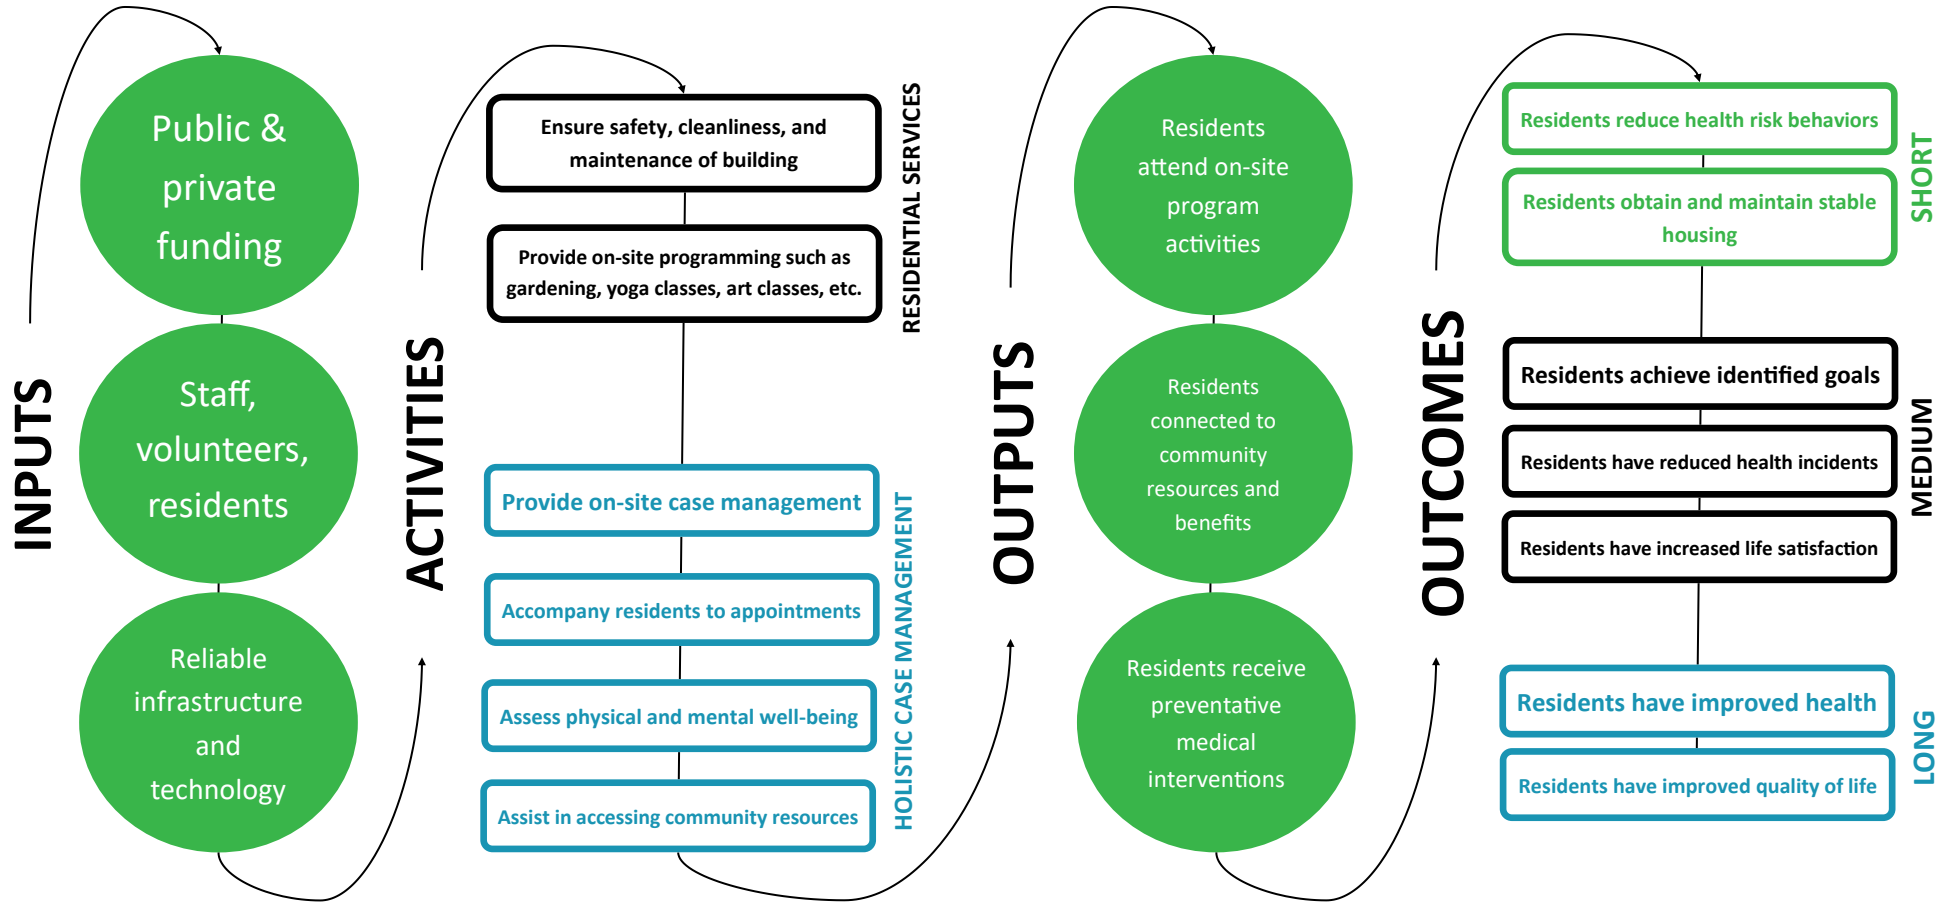 INPUTS
Public &
private
funding
Staff,
volunteers,
residents
Reliable
infrastructure
and
technology
ACTIVITIES
Ensure safety, cleanliness, and
maintenance of building
Provide on-site programming such as
gardening, yoga classes, art classes, etc.
RESIDENTIAL SERVICES
Provide on-site case management
Accompany residents to appointments
Assess physical and mental well-being
Assist in accessing community resources
HOLISTIC CASE MANAGEMENT
OUTPUTS
Residents
attend on-site
program
activities
Residents
connected to
community
resources and
benefits
Residents receive
preventative
medical
interventions
OUTCOMES
Residents reduce health risk behaviors
Residents obtain and maintain stable
housing
SHORT
Residents achieve identified goals
Residents have reduced health incidents
Residents have increased life satisfaction
MEDIUM
Residents have improved health
Residents have improved quality of life
LONG